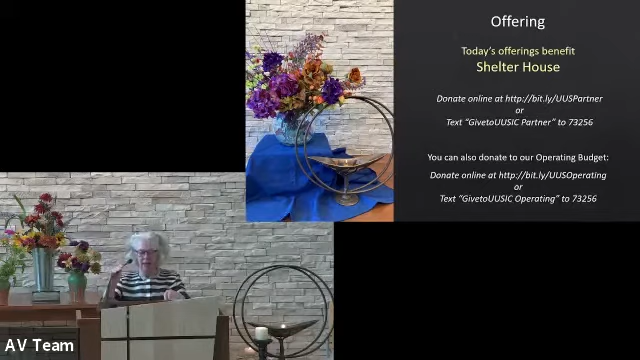 Offering
Today's offerings benefit
Shelter House
Donate online at http://bit.ly/UUSPartner
or
Text "GivetoUUSIC Partner" to 73256
You can also donate to our Operating Budget:
Donate online at http://bit.ly/UUSOperating
or
Text "GivetoUUSIC Operating" to 73256
AV Team